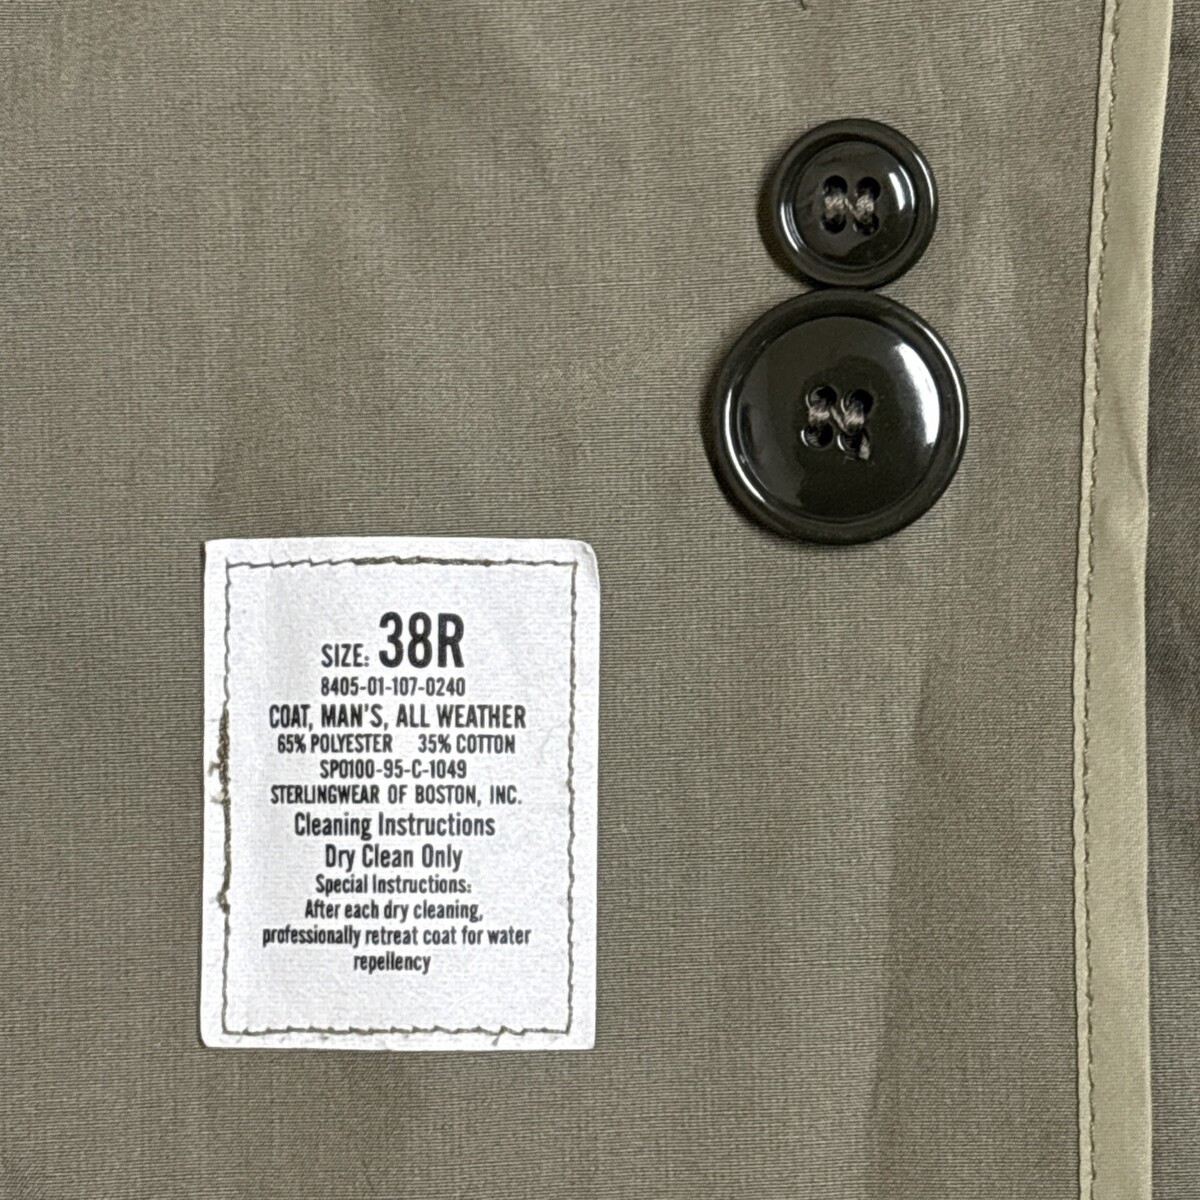 SIZE: 38R
8405-01-107-0240
COAT, MAN'S, ALL WEATHER
65% POLYESTER 35% COTTON
SPO100-95-C-1049
STERLINGWEAR OF BOSTON, INC.
Cleaning Instructions
Dry Clean Only
Special Instructions:
After each dry cleaning,
professionally retreat coat for water
repellency